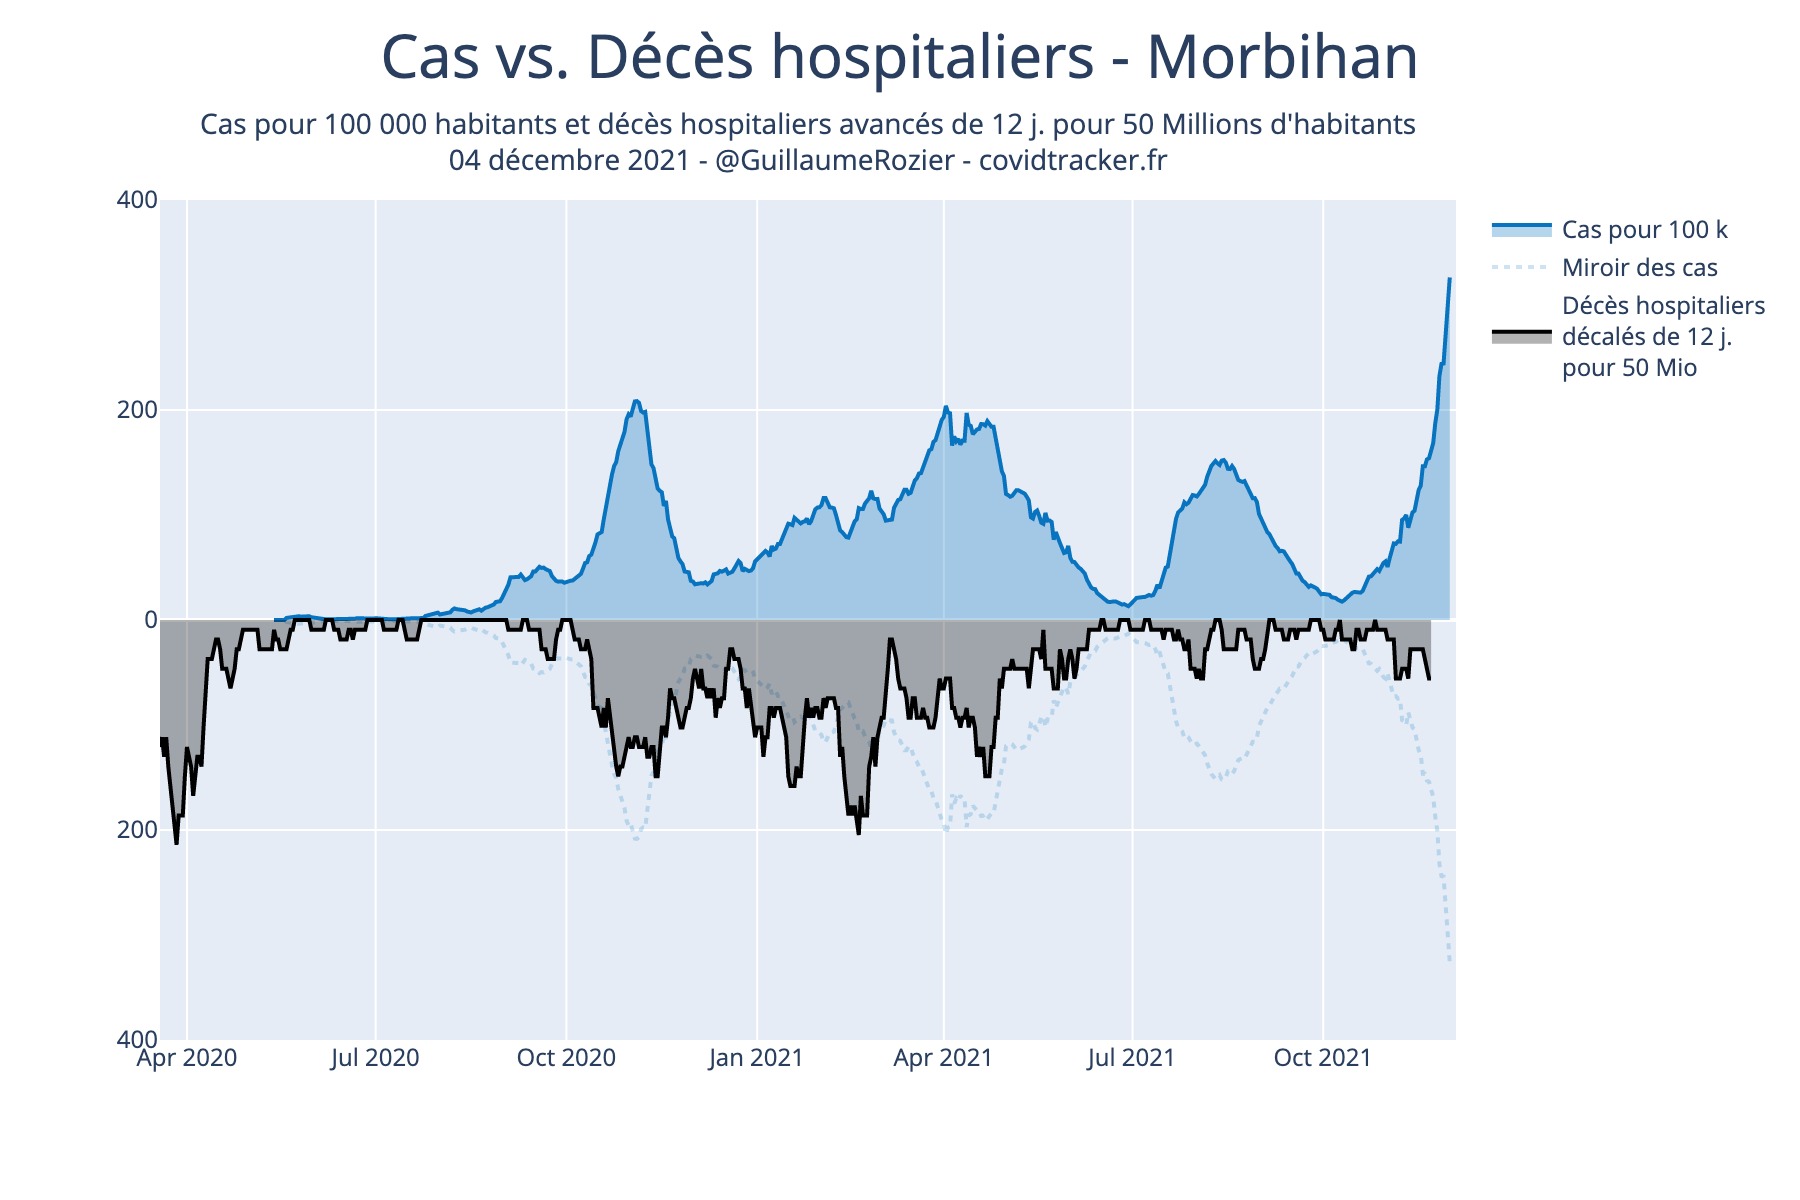 Cas vs. Décès hospitaliers - Morbihan
Cas pour 100 000 habitants et décès hospitaliers avancés de 12 j. pour 50 Millions d'habitants
04 décembre 2021 - @GuillaumeRozier - covidtracker.fr
400
200
0
200
400
Apr 2020
Jul 2020
Oct 2020
Jan 2021
Apr 2021
Jul 2021
Oct 2021
Cas pour 100 k
Miroir des cas
Décès hospitaliers
décalés de 12 j.
pour 50 Mio